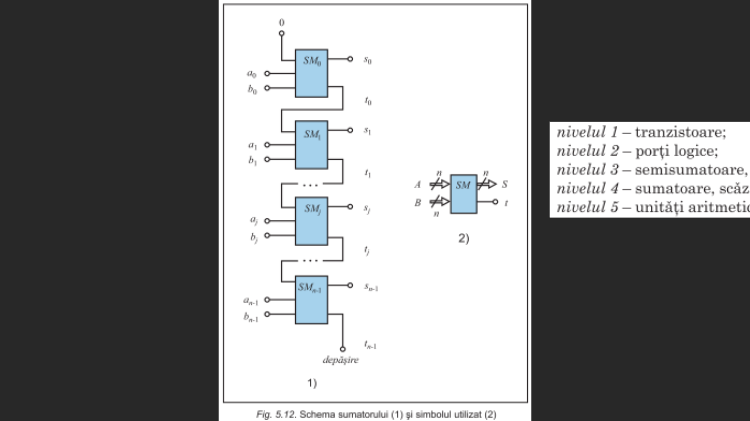 0
SM0
s0
a0
b0
t0
SM1
s1
a1
b1
t1
...
SMj
sj
aj
bj
tj
...
SMn-1
sn-1
an-1
bn-1
tn-1
depășire
1)
n
n
A
SM
S
B
t
n
2)
Fig. 5.12. Schema sumatorului (1) și simbolul utilizat (2)
nivelul 1 – tranzistoare;
nivelul 2 – porți logice;
nivelul 3 – semisumatoare,
nivelul 4 – sumatoare,
nivelul 5 – unități